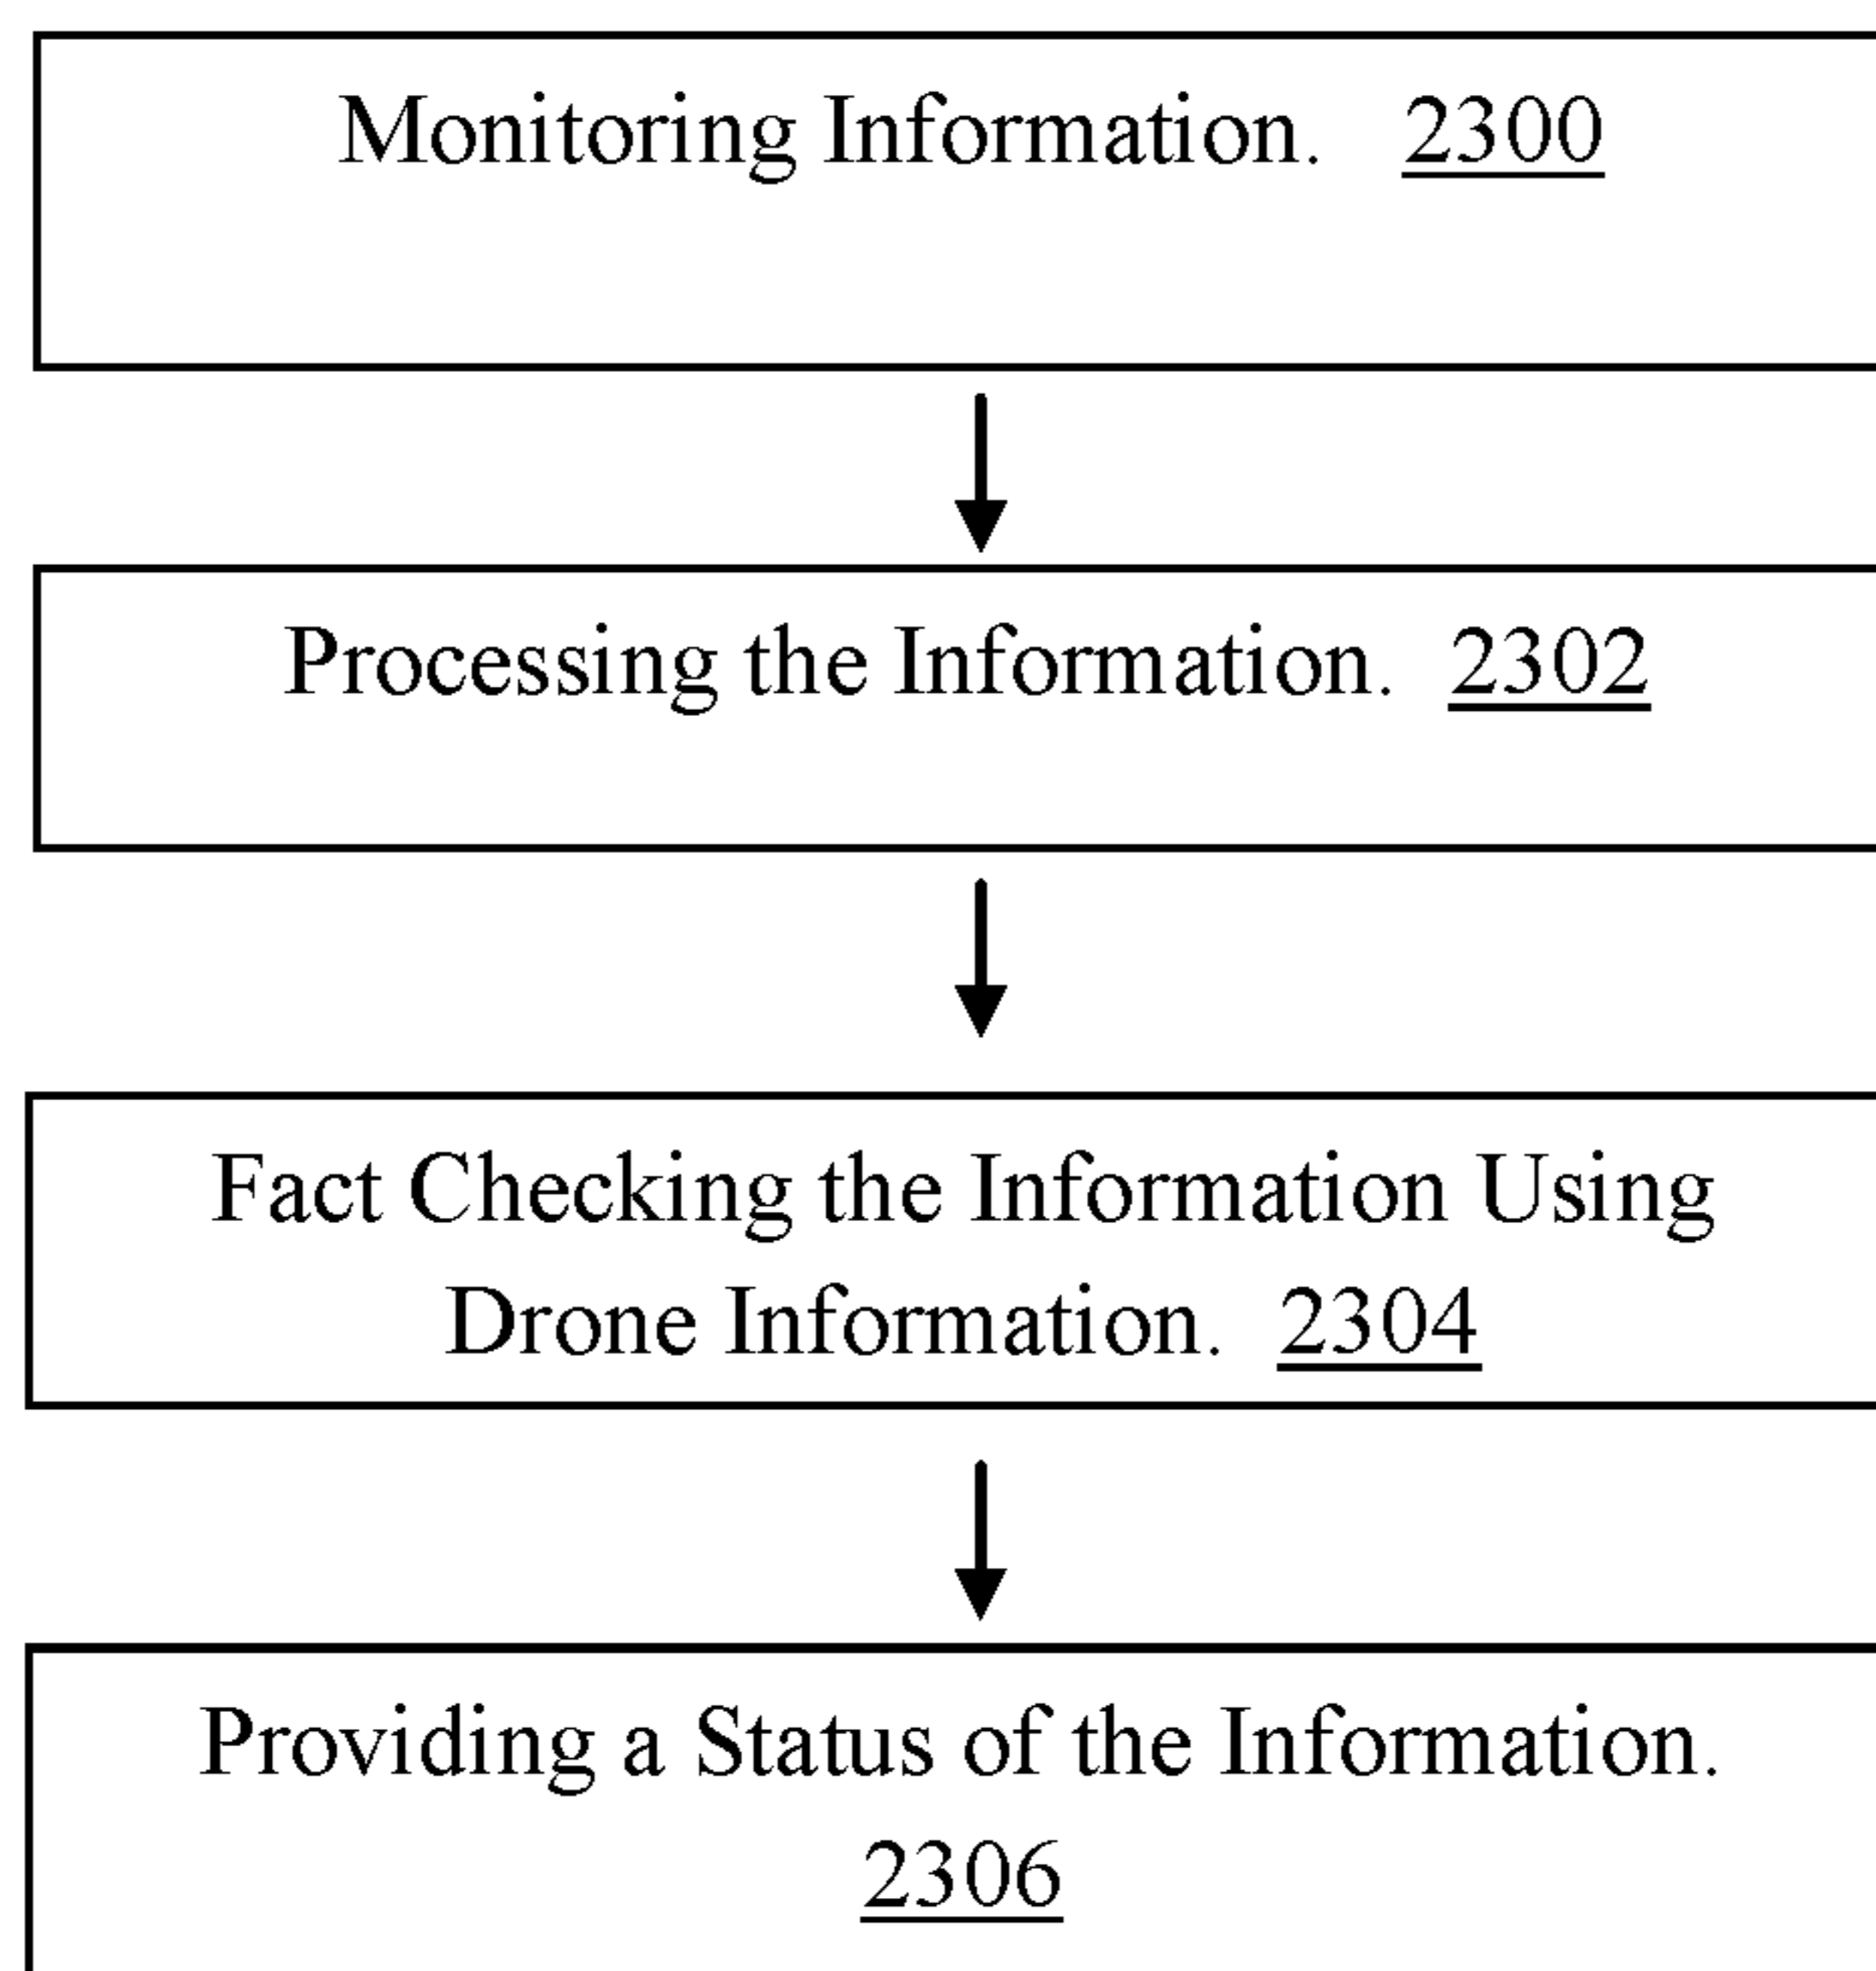 Monitoring Information. 2300
Processing the Information. 2302
Fact Checking the Information Using
Drone Information. 2304
Providing a Status of the Information.
2306